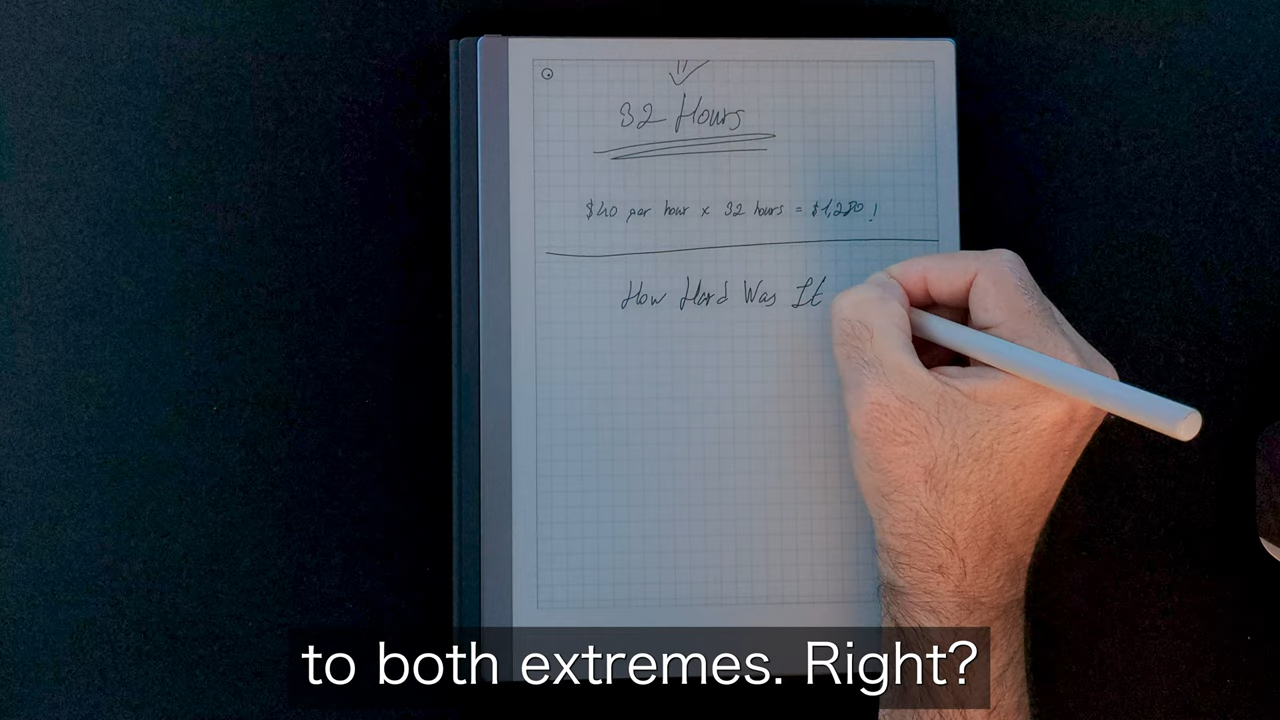 32 Hours
$40 per hour x 32 hours = $1,280!
How Hard Was It
to both extremes. Right?